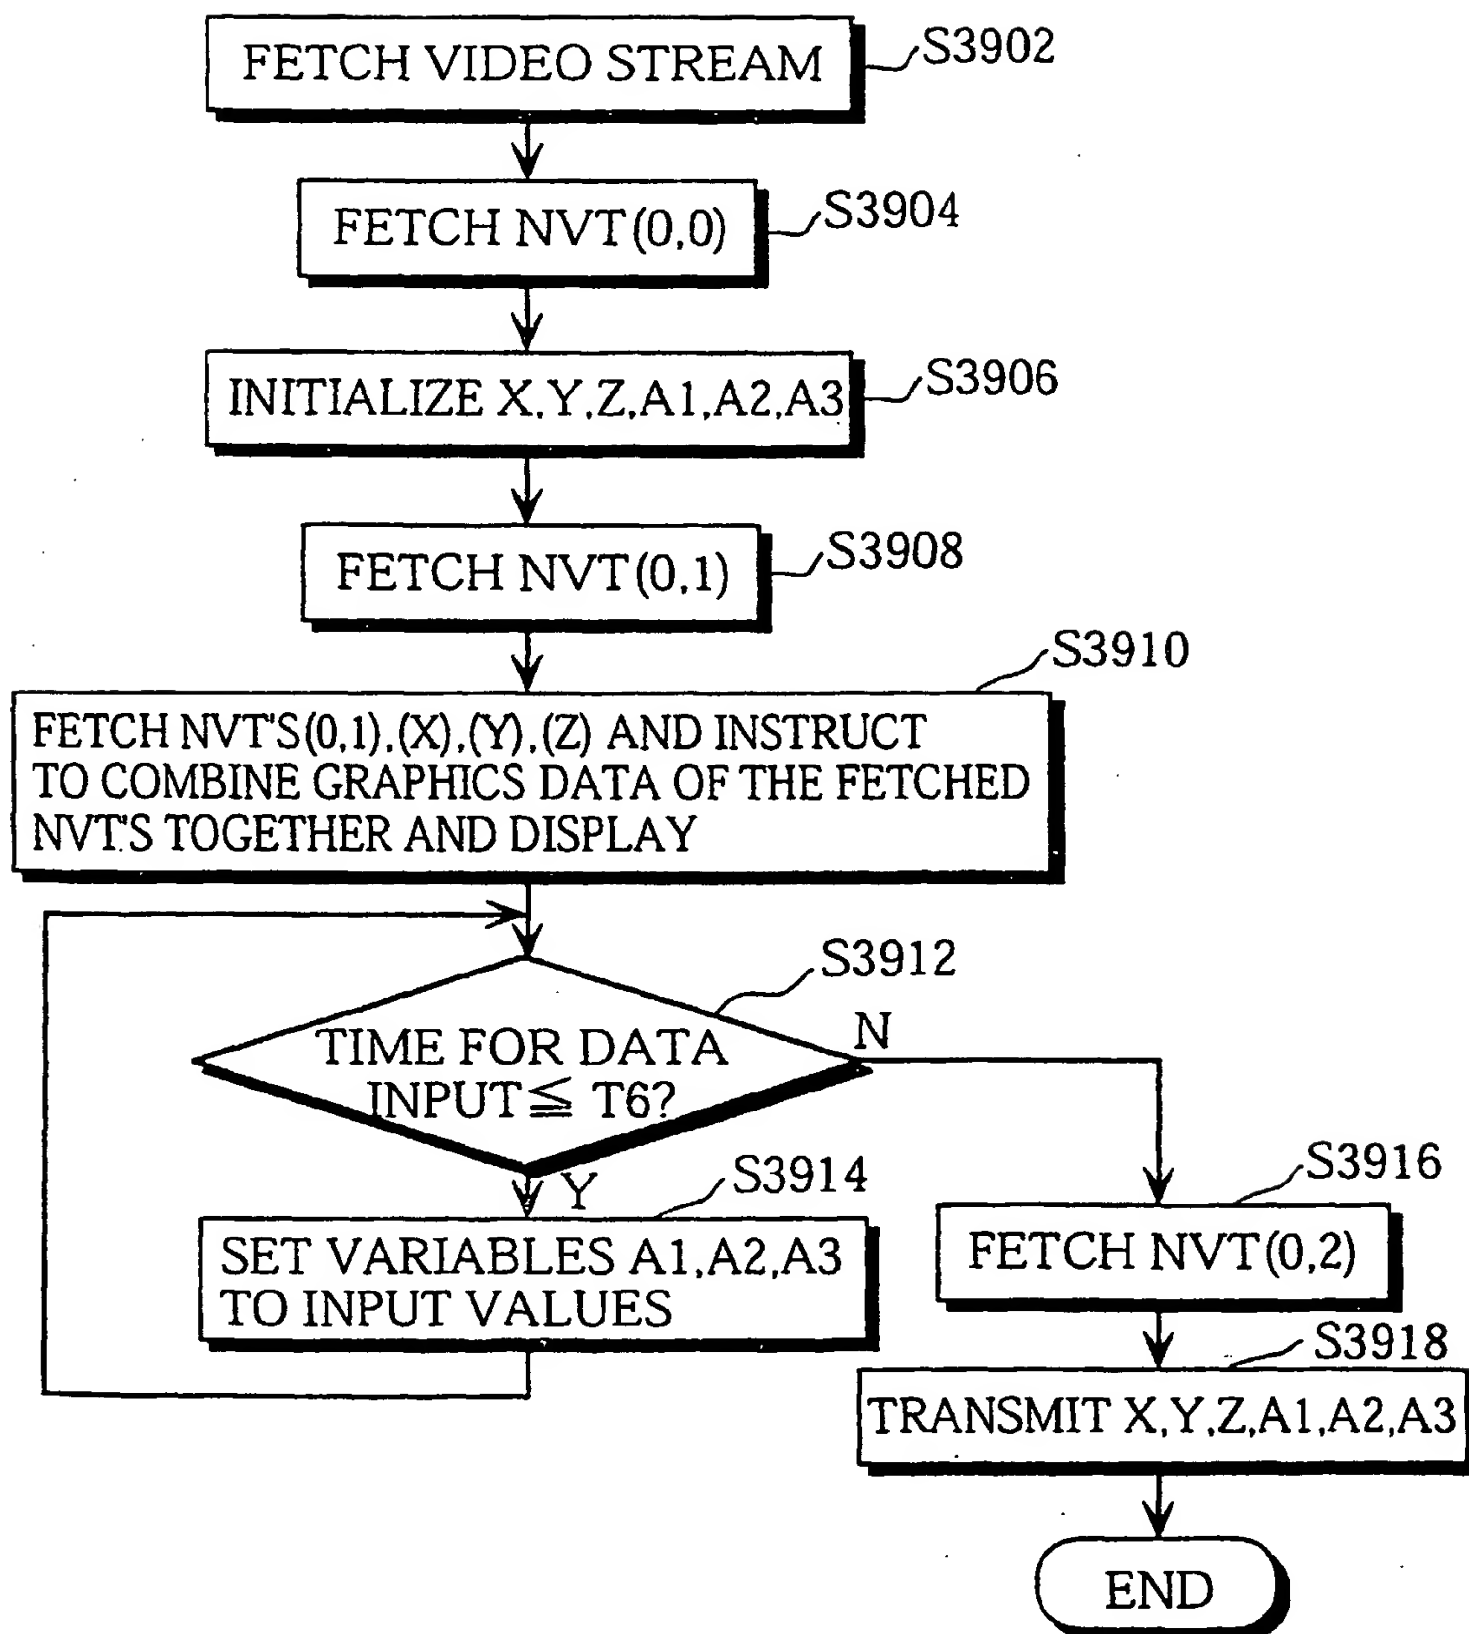 FETCH VIDEO STREAM
S3902
FETCH NVT(0,0)
S3904
INITIALIZE X,Y,Z,A1,A2,A3
S3906
FETCH NVT(0,1)
S3908
S3910
FETCH NVT'S(0,1),(X),(Y),(Z) AND INSTRUCT
TO COMBINE GRAPHICS DATA OF THE FETCHED
NVT'S TOGETHER AND DISPLAY
S3912
TIME FOR DATA
INPUT≦ T6?
N
Y
S3914
SET VARIABLES A1,A2,A3
TO INPUT VALUES
S3916
FETCH NVT(0,2)
S3918
TRANSMIT X,Y,Z,A1,A2,A3
END